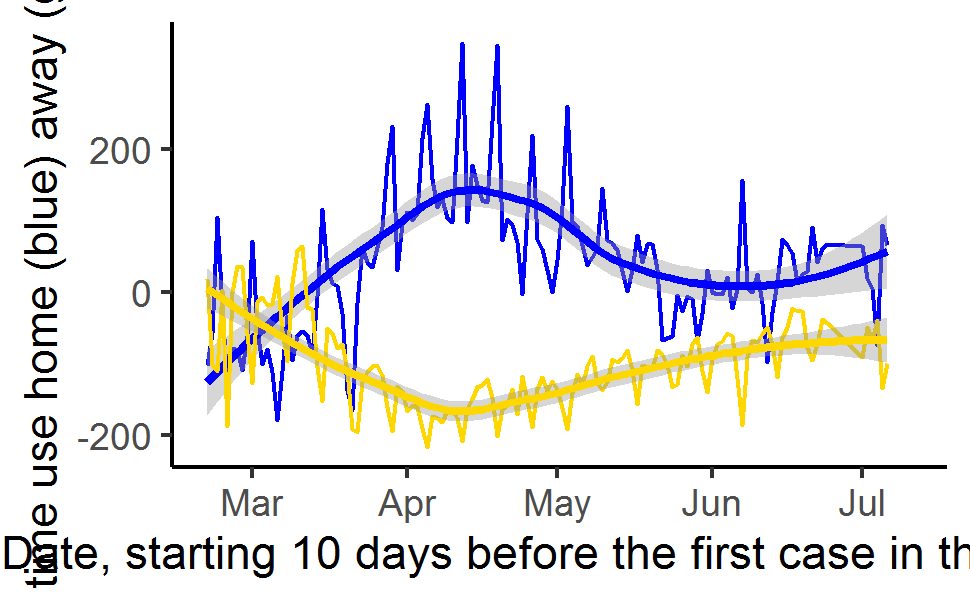 time use home (blue) away (
200
0
-200
Mar Apr May Jun Jul
Date, starting 10 days before the first case in th